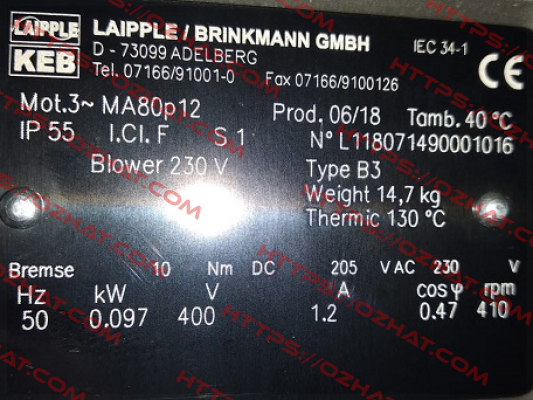 LAIPPLE
KEB
LAIPPLE / BRINKMANN GMBH
D - 73099 ADELBERG
Tel. 07166/91001-0 Fax 07166/9100126
IEC 34-1
CE
Mot.3~ MA80p12 Prod. 06/18 Tamb. 40 °C
IP 55 I.Cl. F S 1 N° L118071490001016
Blower 230 V Type B3
Weight 14,7 kg
Thermic 130 °C
Bremse 10 Nm DC 205 V AC 230 V
Hz kW V A cos φ rpm
50 0.097 400 1.2 0.47 410
HTTPS://OZHAT.COM